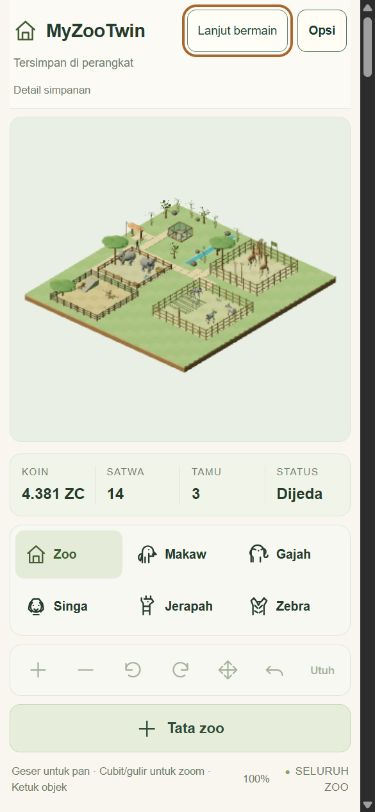 MyZooTwin
Lanjut bermain
Opsi
Tersimpan di perangkat
Detail simpanan
KOIN
SATWA
TAMU
STATUS
4.381 ZC
14
3
Dijeda
Zoo
Makaw
Gajah
Singa
Jerapah
Zebra
Utuh
Tata zoo
Geser untuk pan · Cubit/gulir untuk zoom ·
Ketuk objek
100%
SELURUH
ZOO